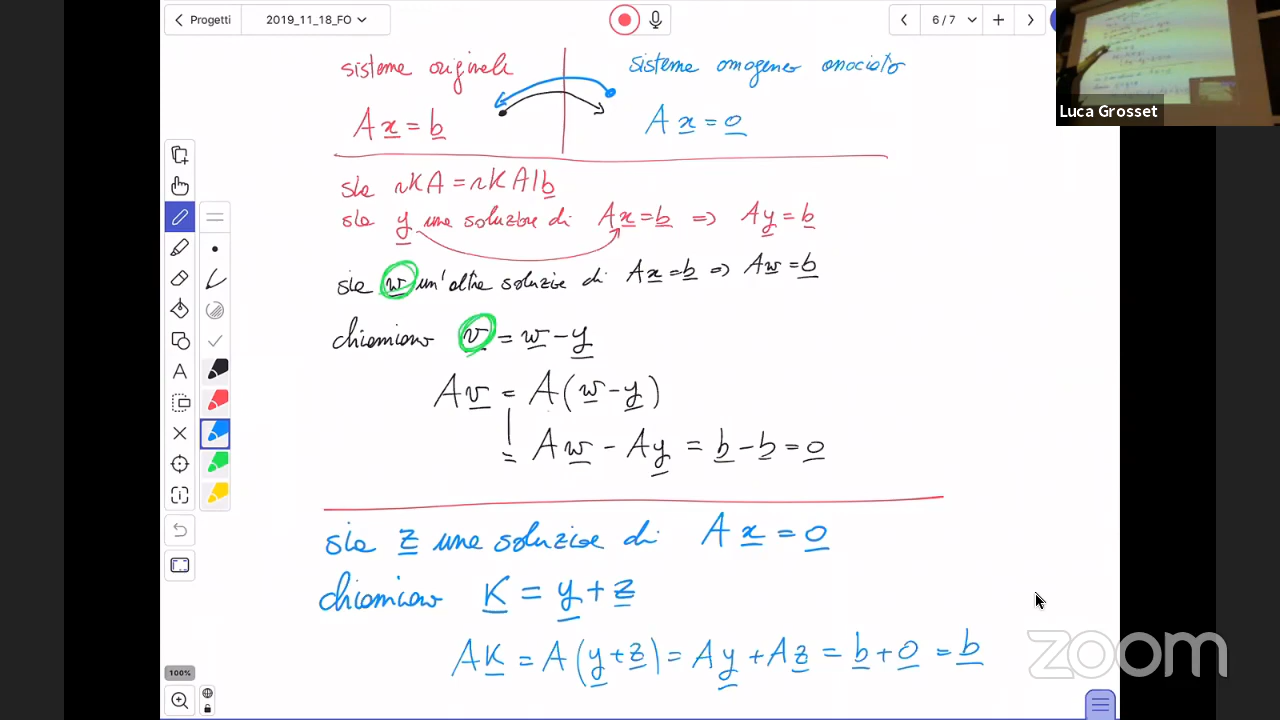 Progetti 2019_11_18_FO 6/7
Luca Grosset
sistema originale sistema omogeneo associato
Ax = b Ax = 0
sia rkA = rkA|b
sia y una soluzione di Ax = b => Ay = b
sia w un'altra soluzione di Ax = b => Aw = b
chiamiamo v = w - y
Av = A(w - y)
= Aw - Ay = b - b = 0
sia z una soluzione di Ax = 0
chiamiamo K = y + z
AK = A(y+z) = Ay + Az = b + 0 = b
100%
zoom